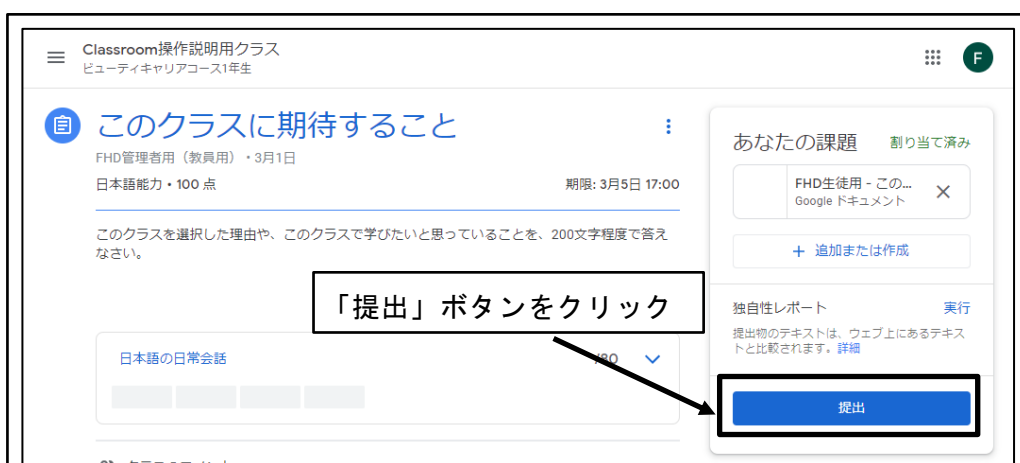 Classroom操作説明用クラス
ビューティキャリアコース1年生
F
このクラスに期待すること
FHD管理者用（教員用）・3月1日
日本語能力・100 点
期限: 3月5日 17:00
このクラスを選択した理由や、このクラスで学びたいと思っていることを、200文字程度で答え
なさい。
「提出」ボタンをクリック
日本語の日常会話
/80
あなたの課題
割り当て済み
FHD生徒用 - この...
Google ドキュメント
+ 追加または作成
独自性レポート
実行
提出物のテキストは、ウェブ上にあるテキス
トと比較されます。詳細
提出